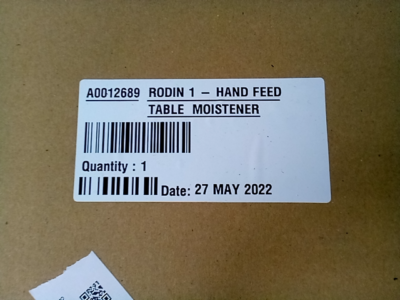 A0012689 RODIN 1 – HAND FEED
TABLE MOISTENER
Quantity : 1
Date: 27 MAY 2022